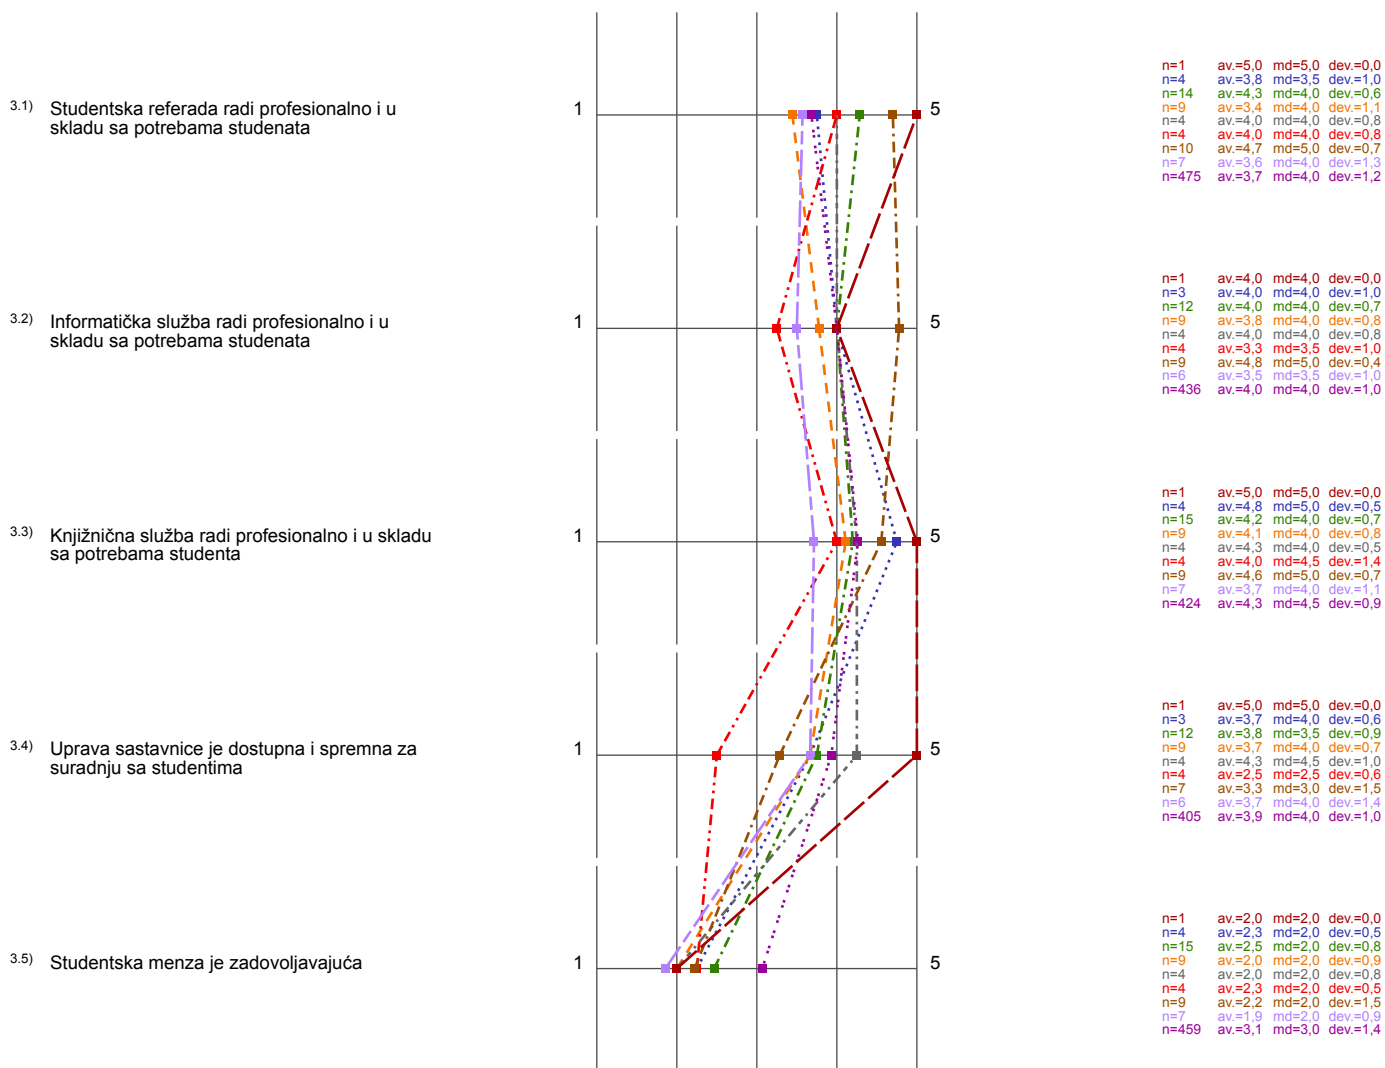 3.1) Studentska referada radi profesionalno i u
skladu sa potrebama studenata
1
5
n=1 av.=5,0 md=5,0 dev.=0,0
n=4 av.=3,8 md=3,5 dev.=1,0
n=14 av.=4,3 md=4,0 dev.=0,6
n=9 av.=3,4 md=4,0 dev.=1,1
n=4 av.=4,0 md=4,0 dev.=0,8
n=4 av.=4,0 md=4,0 dev.=0,8
n=10 av.=4,7 md=5,0 dev.=0,7
n=7 av.=3,6 md=4,0 dev.=1,3
n=475 av.=3,7 md=4,0 dev.=1,2
3.2) Informatička služba radi profesionalno i u
skladu sa potrebama studenata
1
5
n=1 av.=4,0 md=4,0 dev.=0,0
n=3 av.=4,0 md=4,0 dev.=1,0
n=12 av.=4,0 md=4,0 dev.=0,7
n=9 av.=3,8 md=4,0 dev.=0,8
n=4 av.=4,0 md=4,0 dev.=0,8
n=4 av.=3,3 md=3,5 dev.=1,0
n=9 av.=4,8 md=5,0 dev.=0,4
n=6 av.=3,5 md=3,5 dev.=1,0
n=436 av.=4,0 md=4,0 dev.=1,0
3.3) Knjižnična služba radi profesionalno i u skladu
sa potrebama studenta
1
5
n=1 av.=5,0 md=5,0 dev.=0,0
n=4 av.=4,8 md=5,0 dev.=0,5
n=15 av.=4,2 md=4,0 dev.=0,7
n=9 av.=4,1 md=4,0 dev.=0,8
n=4 av.=4,3 md=4,0 dev.=0,5
n=4 av.=4,0 md=4,5 dev.=1,4
n=9 av.=4,6 md=5,0 dev.=0,7
n=7 av.=3,7 md=4,0 dev.=1,1
n=424 av.=4,3 md=4,5 dev.=0,9
3.4) Uprava sastavnice je dostupna i spremna za
suradnju sa studentima
1
5
n=1 av.=5,0 md=5,0 dev.=0,0
n=3 av.=3,7 md=4,0 dev.=0,6
n=12 av.=3,8 md=3,5 dev.=0,9
n=9 av.=3,7 md=4,0 dev.=0,7
n=4 av.=4,3 md=4,5 dev.=1,0
n=4 av.=2,5 md=2,5 dev.=0,6
n=7 av.=3,3 md=3,0 dev.=1,5
n=6 av.=3,7 md=4,0 dev.=1,4
n=405 av.=3,9 md=4,0 dev.=1,0
3.5) Studentska menza je zadovoljavajuća
1
5
n=1 av.=2,0 md=2,0 dev.=0,0
n=4 av.=2,3 md=2,0 dev.=0,5
n=15 av.=2,5 md=2,0 dev.=0,8
n=9 av.=2,0 md=2,0 dev.=0,9
n=4 av.=2,0 md=2,0 dev.=0,8
n=4 av.=2,3 md=2,0 dev.=0,5
n=9 av.=2,2 md=2,0 dev.=1,5
n=7 av.=1,9 md=2,0 dev.=0,9
n=459 av.=3,1 md=3,0 dev.=1,4